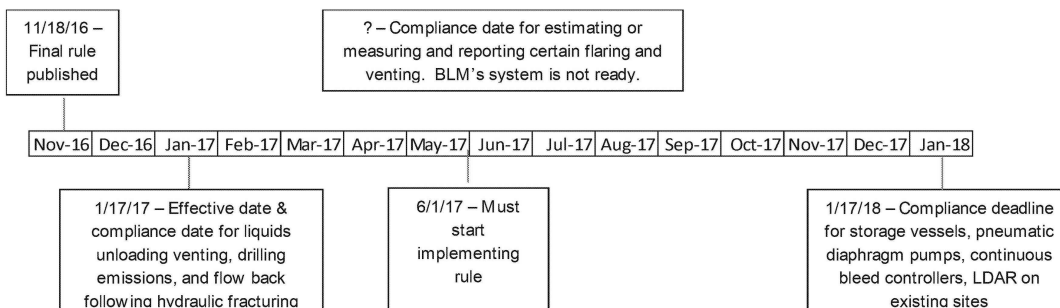 11/18/16 –
Final rule
published
? – Compliance date for estimating or
measuring and reporting certain flaring and
venting.  BLM's system is not ready.
Nov-16 Dec-16 Jan-17 Feb-17 Mar-17 Apr-17 May-17 Jun-17 Jul-17 Aug-17 Sep-17 Oct-17 Nov-17 Dec-17 Jan-18
1/17/17 – Effective date &
compliance date for liquids
unloading venting, drilling
emissions, and flow back
following hydraulic fracturing
6/1/17 – Must
start
implementing
rule
1/17/18 – Compliance deadline
for storage vessels, pneumatic
diaphragm pumps, continuous
bleed controllers, LDAR on
existing sites